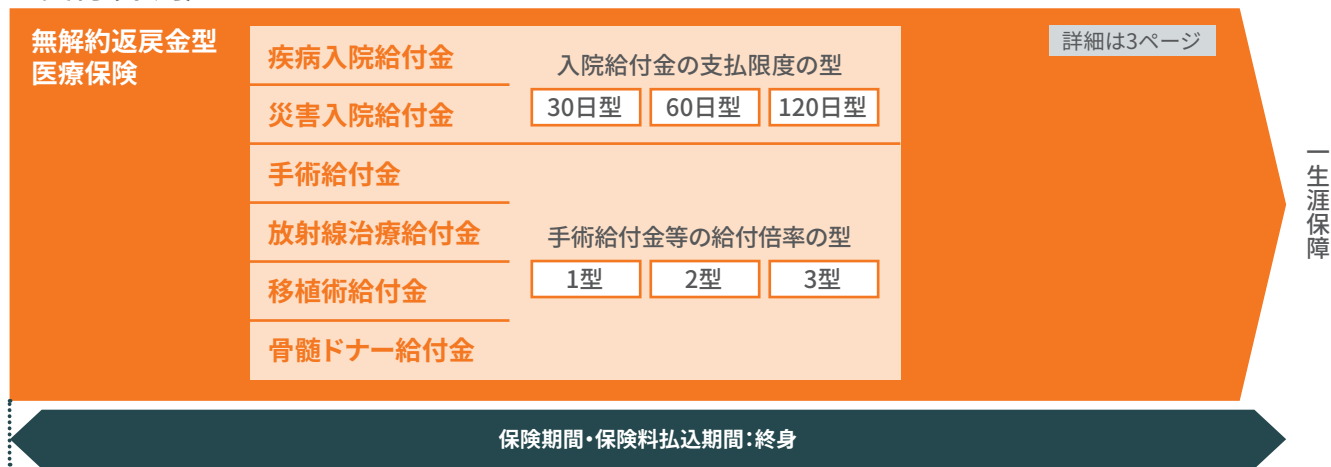 無解約返戻金型
医療保険
疾病入院給付金
災害入院給付金
入院給付金の支払限度の型
30日型 60日型 120日型
手術給付金
放射線治療給付金
移植術給付金
骨髄ドナー給付金
手術給付金等の給付倍率の型
1型 2型 3型
詳細は3ページ
一生涯保障
保険期間・保険料払込期間：終身